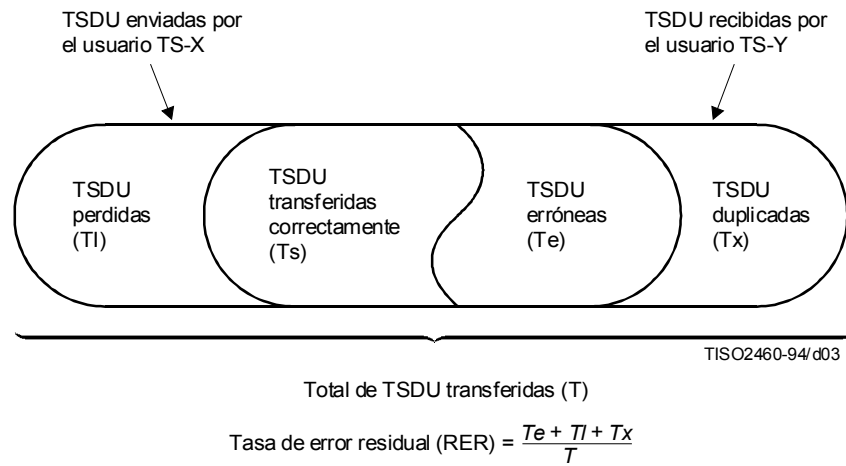 TSDU enviadas por
el usuario TS-X
TSDU recibidas por
el usuario TS-Y
TSDU
perdidas
(Tl)
TSDU
transferidas
correctamente
(Ts)
TSDU
erróneas
(Te)
TSDU
duplicadas
(Tx)
TISO2460-94/d03
Total de TSDU transferidas (T)
Tasa de error residual (RER) = Te + Tl + Tx / T